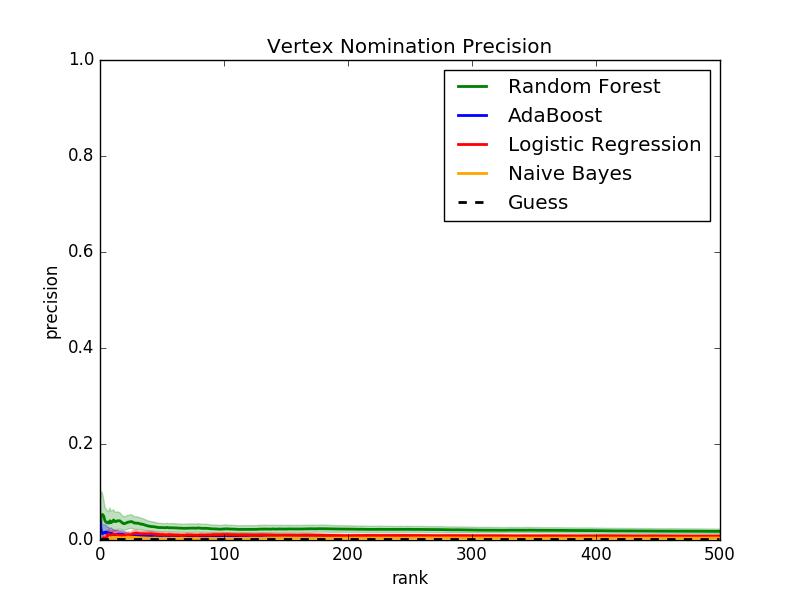 Vertex Nomination Precision
1.0
0.8
0.6
0.4
0.2
0.0
precision
Random Forest
AdaBoost
Logistic Regression
Naive Bayes
Guess
0
100
200
300
400
500
rank